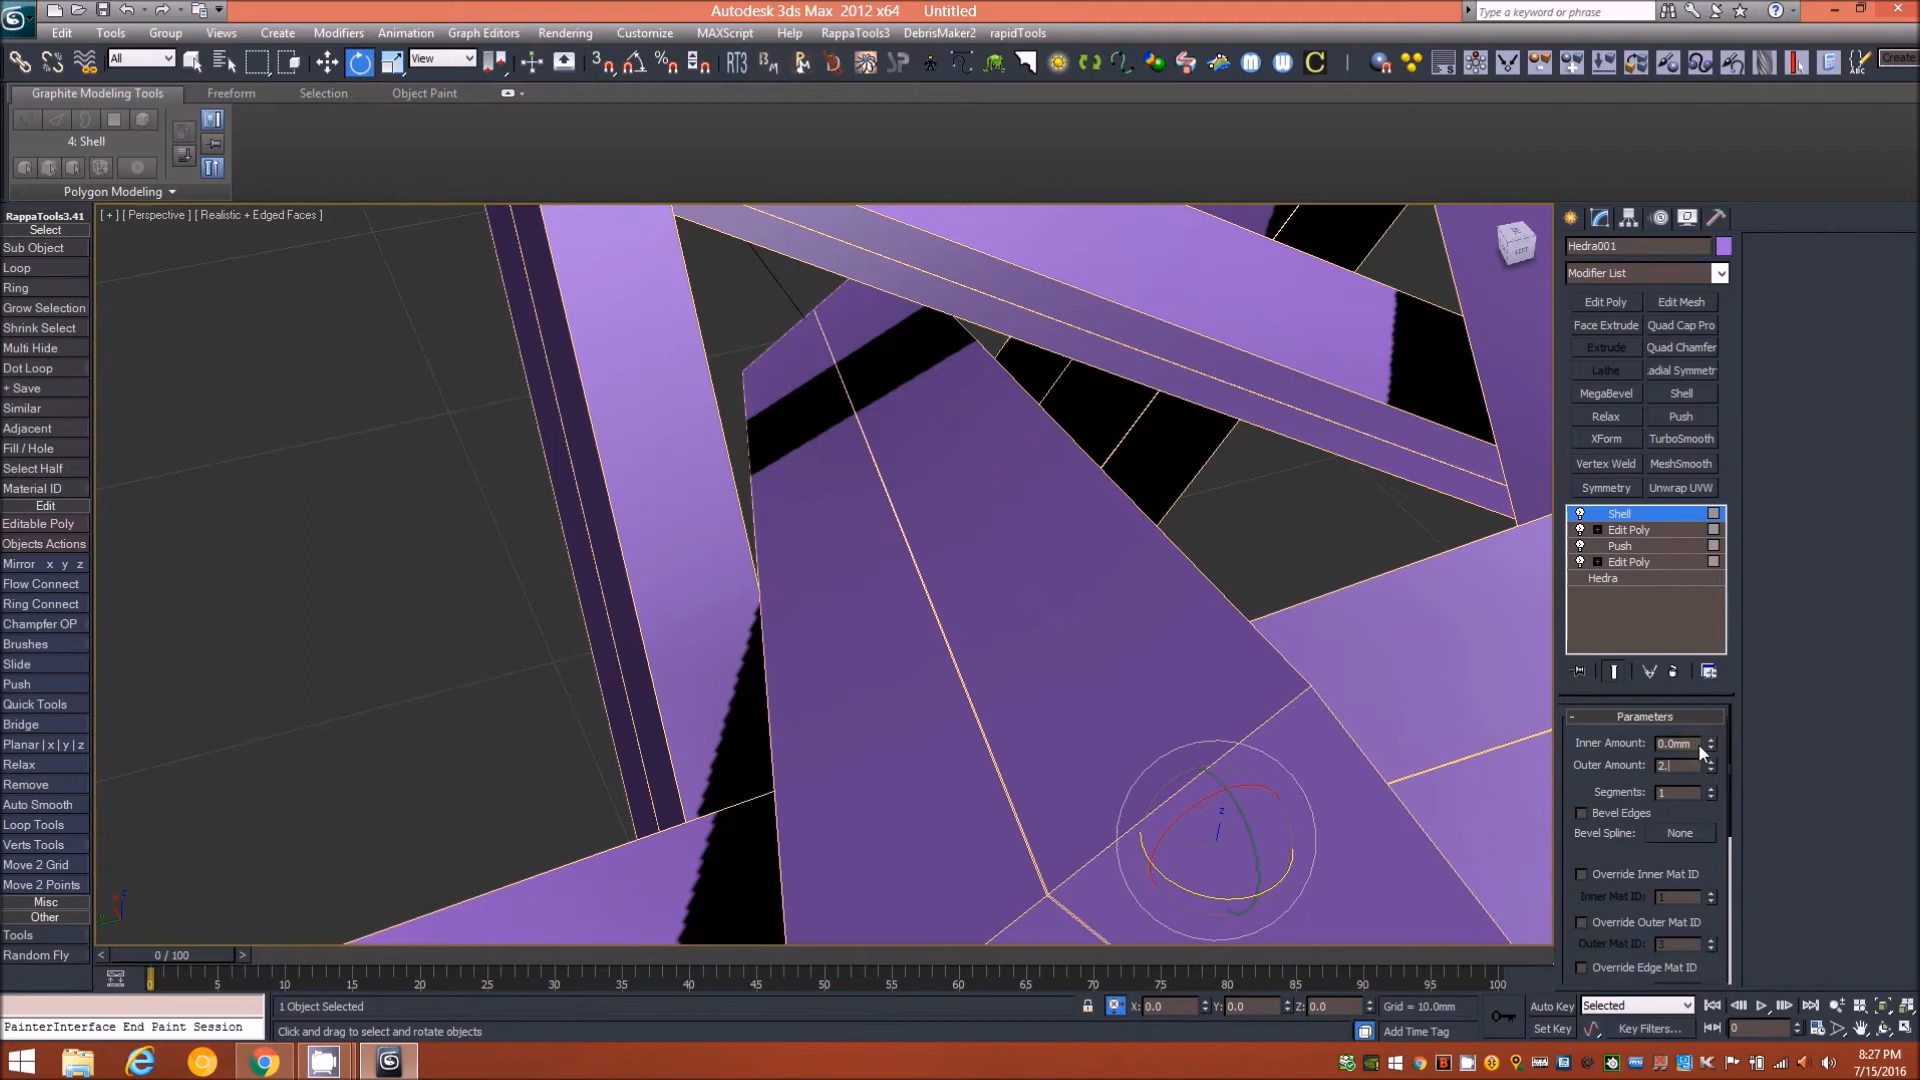 Autodesk 3ds Max 2012 x64 Untitled
Type a keyword or phrase
Edit Tools Group Views Create Modifiers Animation Graph Editors Rendering Customize MAXScript Help RappaTools3 DebrisMaker2 rapidTools
All
View
RT3
Create
Graphite Modeling Tools Freeform Selection Object Paint
4: Shell
Polygon Modeling
RappaTools3.41
Select
Sub Object
Loop
Ring
Grow Selection
Shrink Select
Multi Hide
Dot Loop
+ Save
Similar
Adjacent
Fill / Hole
Select Half
Material ID
Edit
Editable Poly
Objects Actions
Mirror x y z
Flow Connect
Ring Connect
Champfer OP
Brushes
Slide
Push
Quick Tools
Bridge
Planar | x | y | z
Relax
Remove
Auto Smooth
Loop Tools
Verts Tools
Move 2 Grid
Move 2 Points
Misc
Other
Tools
Random Fly
[ + ] [ Perspective ] [ Realistic + Edged Faces ]
z
z
Hedra001
Modifier List
Edit Poly Edit Mesh
Face Extrude Quad Cap Pro
Extrude Quad Chamfer
Lathe adial Symmetr
MegaBevel Shell
Relax Push
XForm TurboSmooth
Vertex Weld MeshSmooth
Symmetry Unwrap UVW
Shell
Edit Poly
Push
Edit Poly
Hedra
- Parameters
Inner Amount: 0.0mm
Outer Amount: 2.
Segments: 1
Bevel Edges
Bevel Spline: None
Override Inner Mat ID
Inner Mat ID: 1
Override Outer Mat ID
Outer Mat ID: 3
Override Edge Mat ID
< 0 / 100 >
0 5 10 15 20 25 30 35 40 45 50 55 60 65 70 75 80 85 90 95 100
1 Object Selected X: 0.0 Y: 0.0 Z: 0.0 Grid = 10.0mm Auto Key Selected
PainterInterface End Paint Session
Click and drag to select and rotate objects Add Time Tag Set Key Key Filters... 0
8:27 PM
7/15/2016